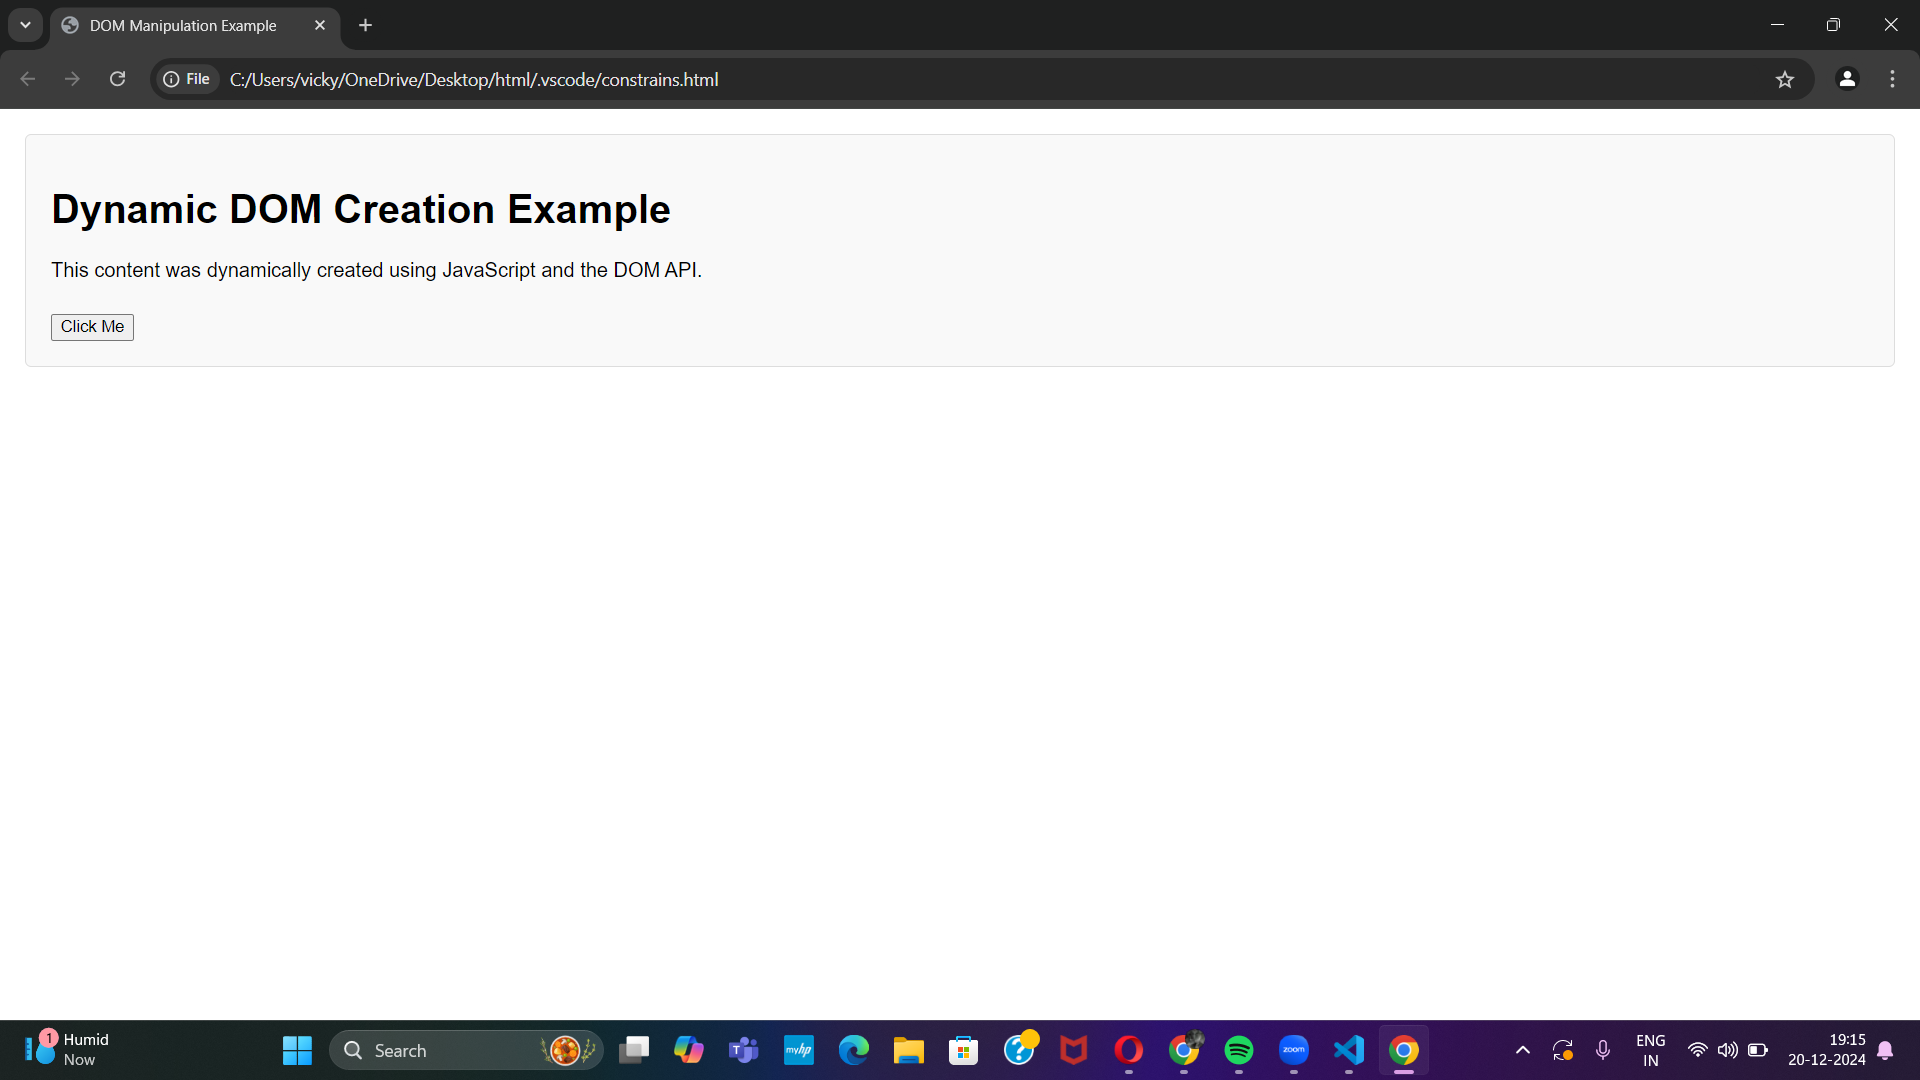 DOM Manipulation Example
File
C:/Users/vicky/OneDrive/Desktop/html/.vscode/constrains.html
Dynamic DOM Creation Example
This content was dynamically created using JavaScript and the DOM API.
Click Me
1
Humid
Now
Search
T
myhp
zoom
ENG
IN
19:15
20-12-2024